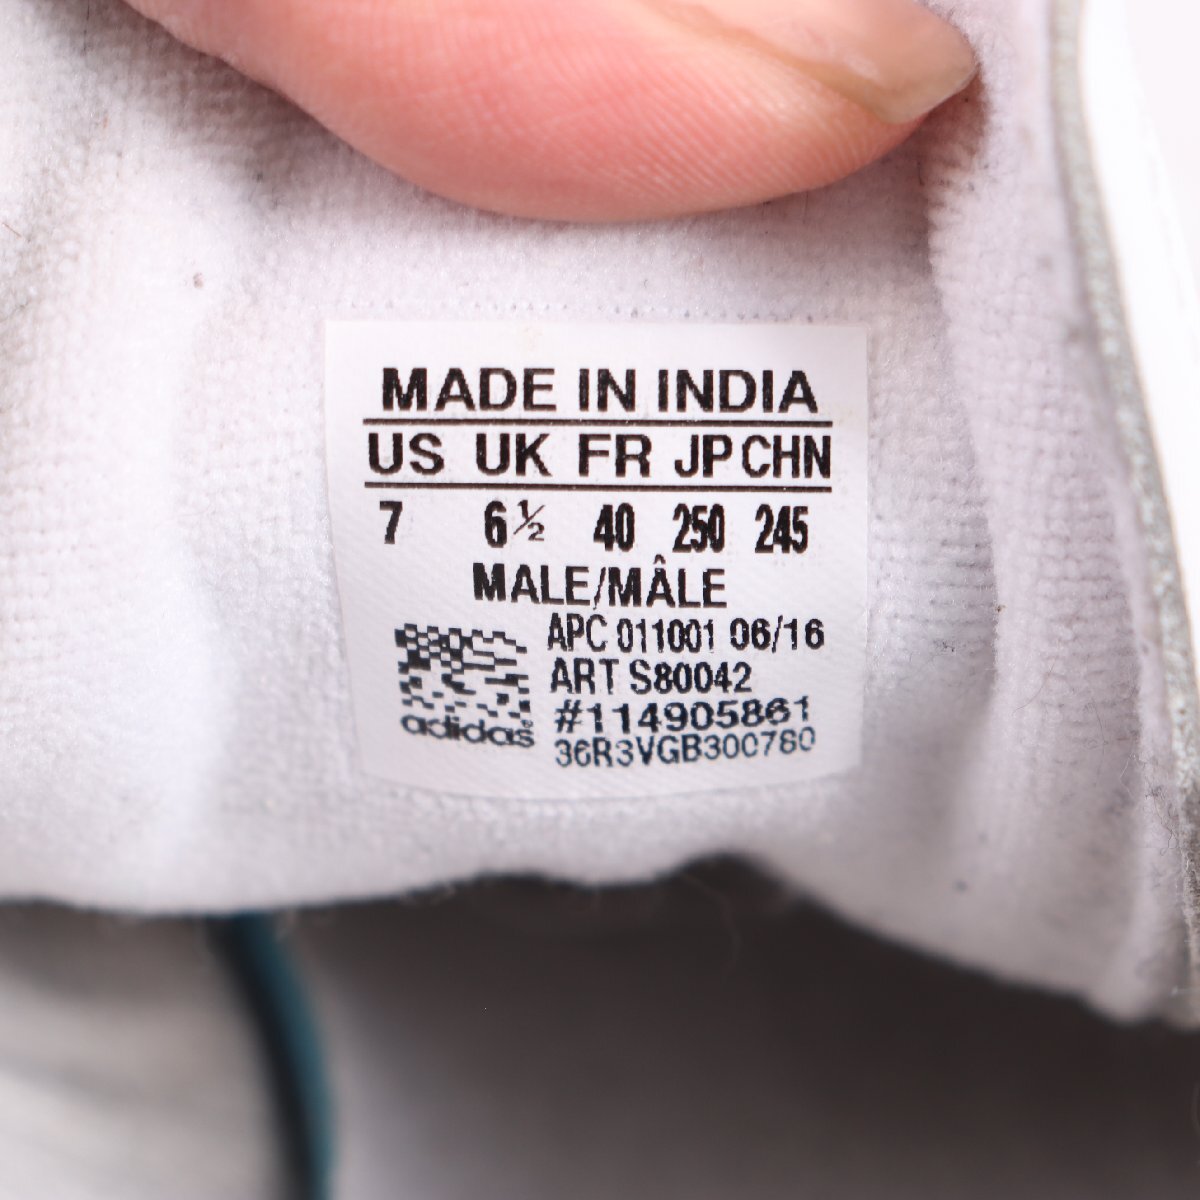 MADE IN INDIA
US UK FR JP CHN
7 6½ 40 250 245
MALE/MÂLE
APC 011001 06/16
ART S80042
#114905861
adidas
36R3VGB300780